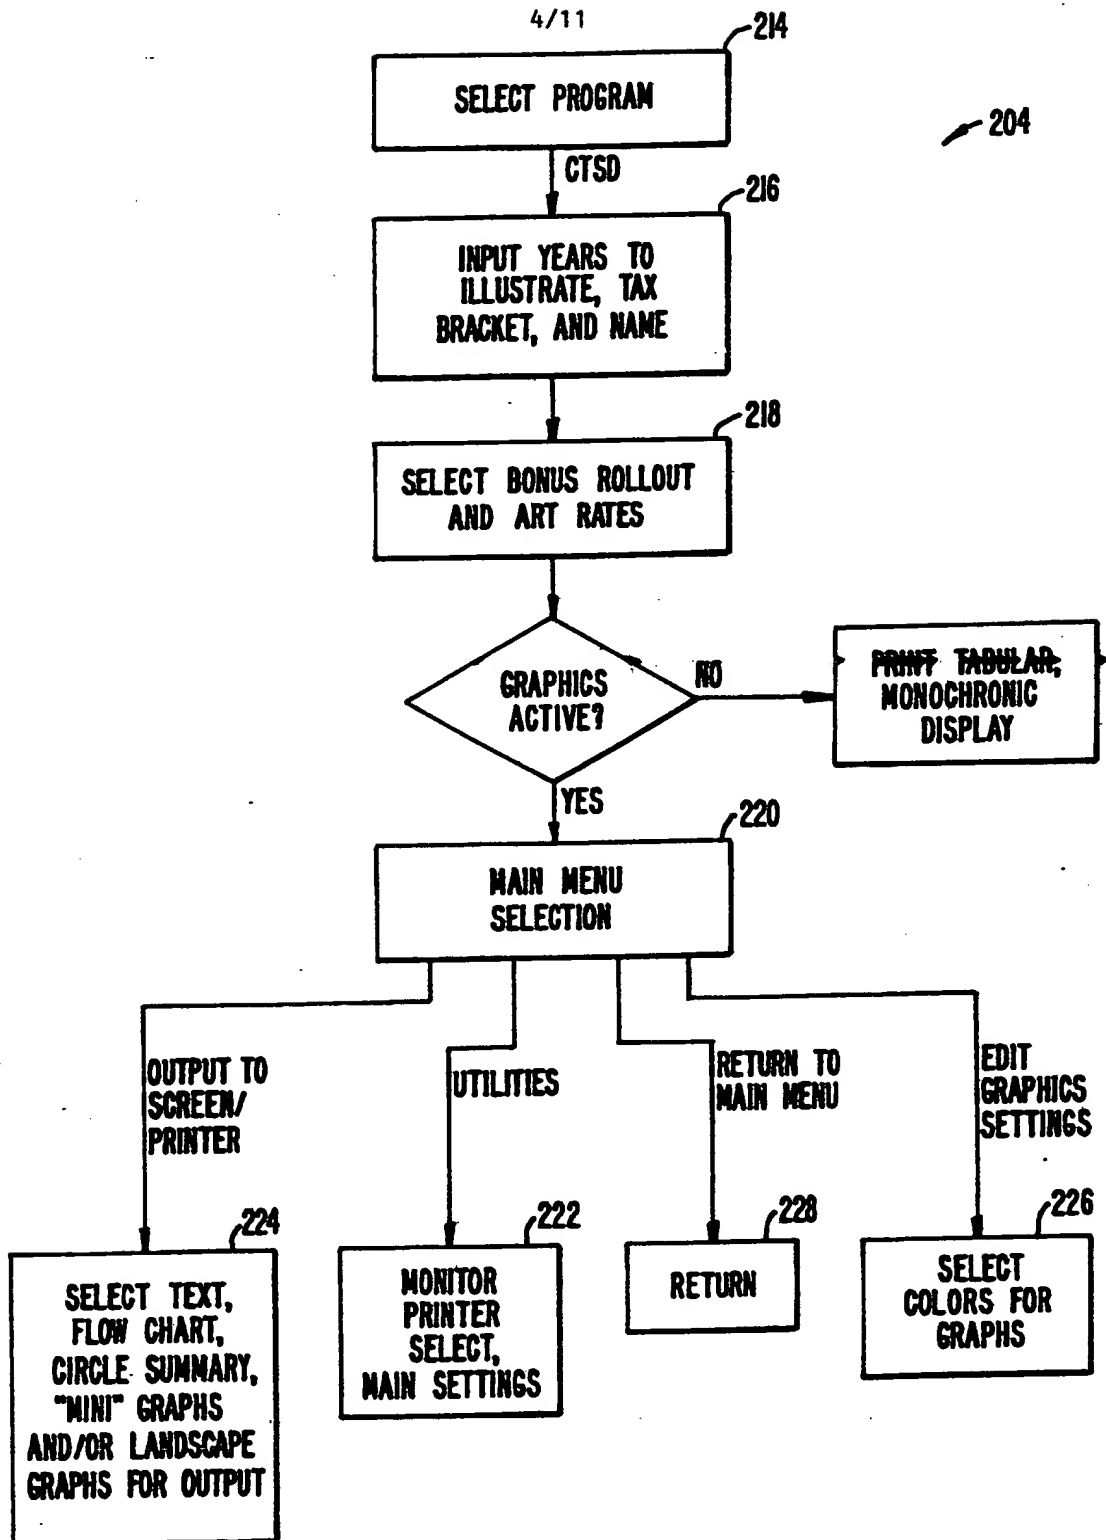 4/11
214
SELECT PROGRAM
204
CTSD
216
INPUT YEARS TO
ILLUSTRATE, TAX
BRACKET, AND NAME
218
SELECT BONUS ROLLOUT
AND ART RATES
GRAPHICS
ACTIVE?
NO
PRINT TABULAR,
MONOCHRONIC
DISPLAY
YES
220
MAIN MENU
SELECTION
OUTPUT TO
SCREEN/
PRINTER
UTILITIES
RETURN TO
MAIN MENU
EDIT
GRAPHICS
SETTINGS
224
SELECT TEXT,
FLOW CHART,
CIRCLE SUMMARY,
"MINI" GRAPHS
AND/OR LANDSCAPE
GRAPHS FOR OUTPUT
222
MONITOR
PRINTER
SELECT,
MAIN SETTINGS
228
RETURN
226
SELECT
COLORS FOR
GRAPHS